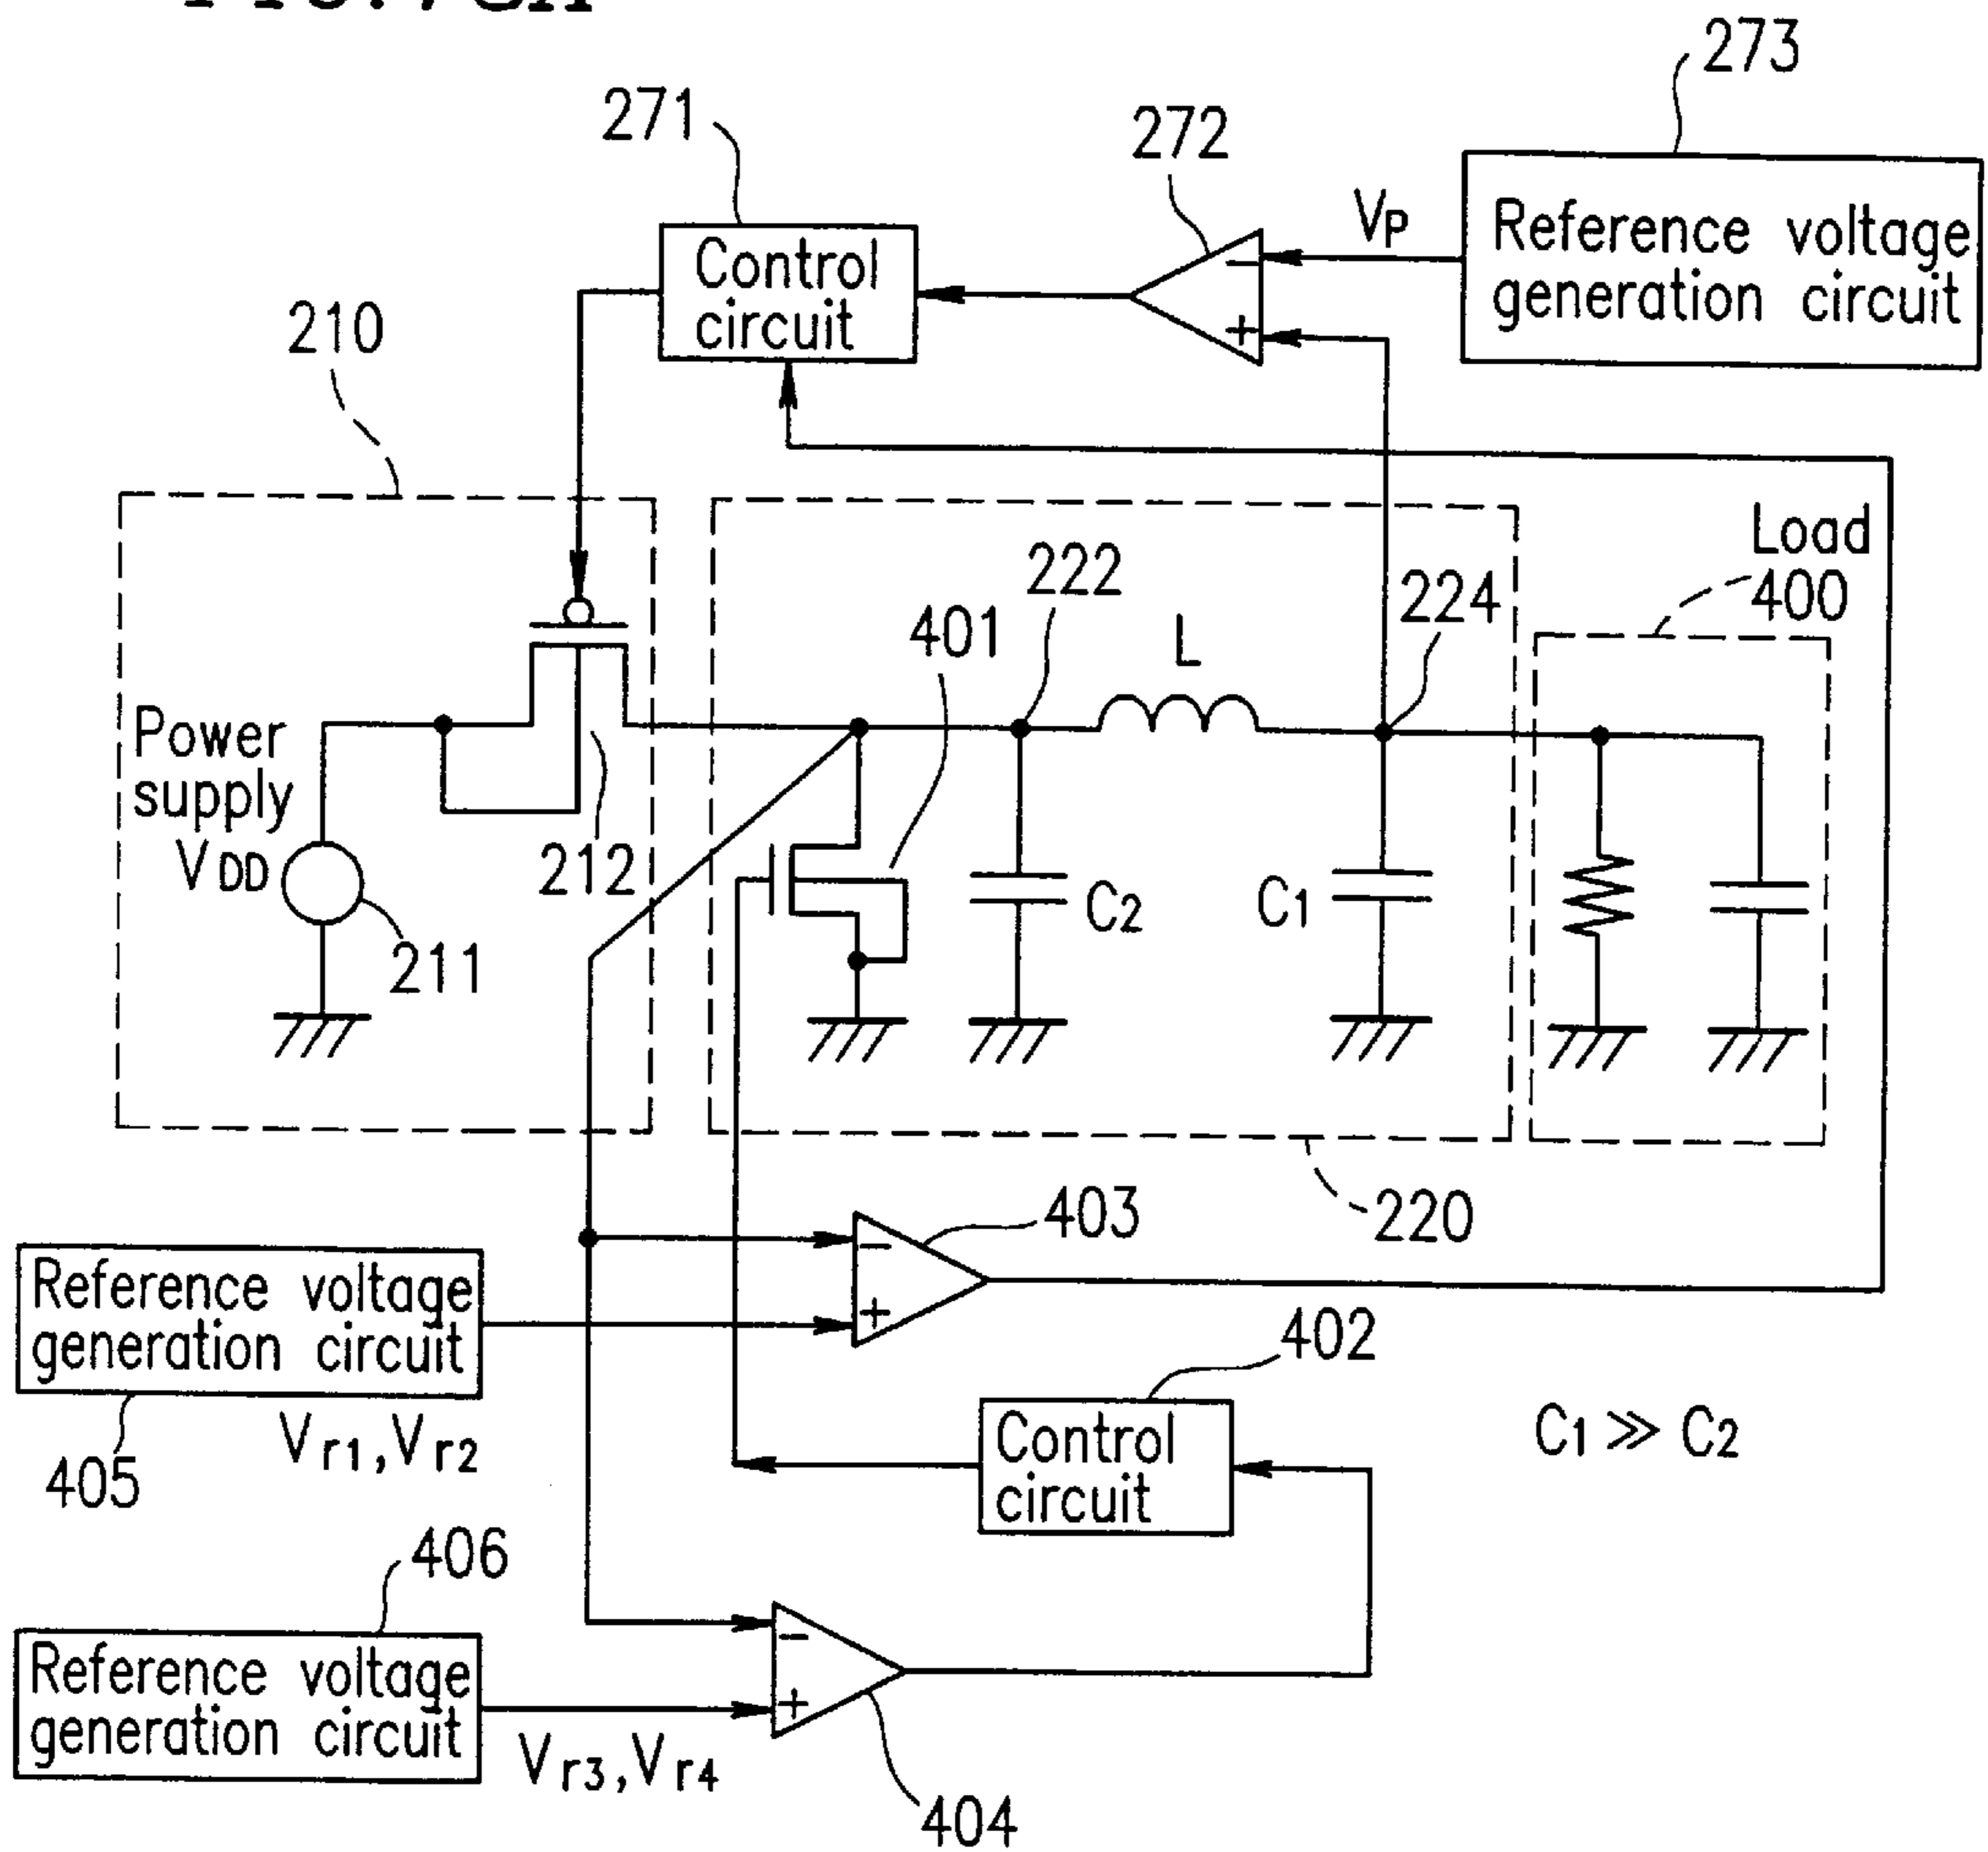 273
271
272
VP
Reference voltage
generation circuit
Control
circuit
210
Load
400
222
224
401
L
Power
supply
VDD
212
C2
C1
211
403
220
Reference voltage
generation circuit
402
Vr1,Vr2
Control
circuit
C1 ≫ C2
405
406
Reference voltage
generation circuit
Vr3,Vr4
404
−
+
−
+
−
+